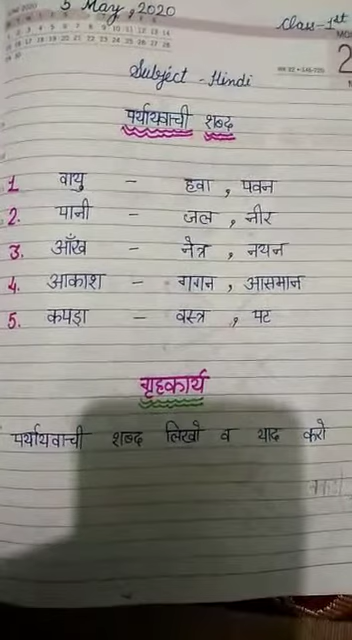 5 May, 2020
Class-1st
Subject - Hindi
पर्यायवाची शब्द
1 वायु - हवा , पवन
2. पानी - जल , नीर
3. आँख - नेत्र , नयन
4. आकाश - गगन , आसमान
5. कपड़ा - वस्त्र , पट
गृहकार्य
पर्यायवाची शब्द लिखो व याद करो